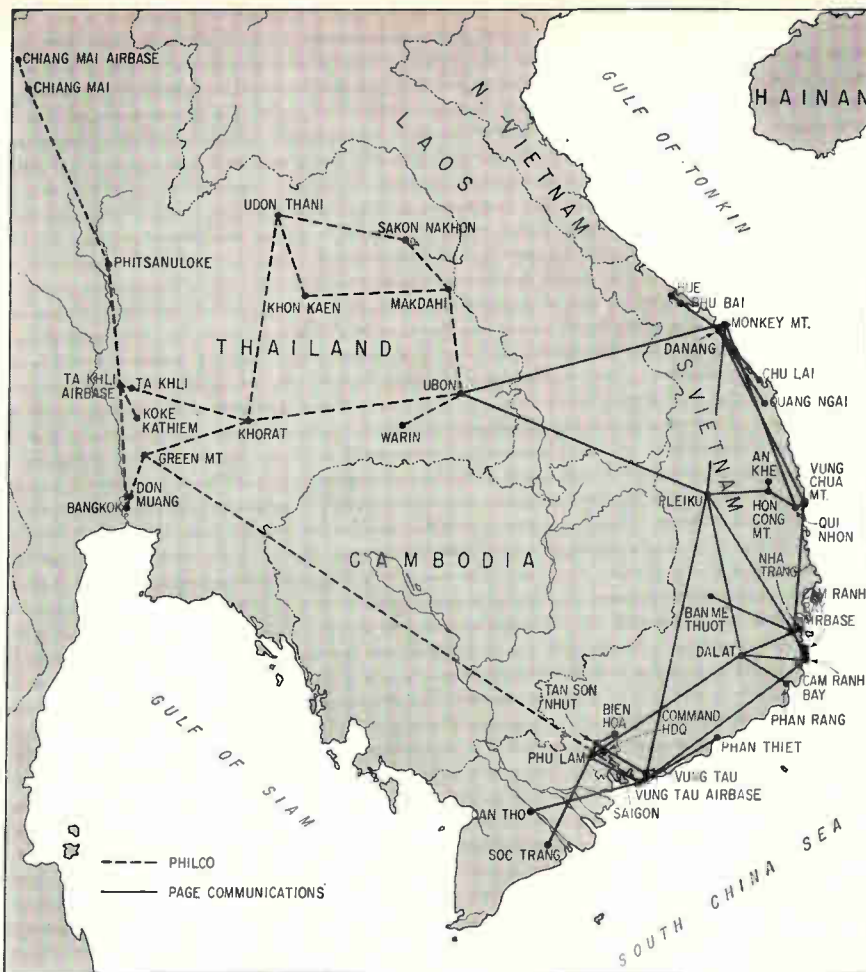 CHIANG MAI AIRBASE
CHIANG MAI
N. VIETNAM
LAOS
GULF OF TONKIN
HAINAN
UDON THANI
SAKON NAKHON
PHITSANULOKE
KHON KAEN
MAKDAHI
HUE
PHU BAI
MONKEY MT.
DANANG
THAILAND
TA KHLI
AIRBASE
TA KHLI
UBON
CHU LAI
QUANG NGAI
KOKE
KATHIEM
KHORAT
WARIN
S. VIETNAM
GREEN MT
AN
KHE
VUNG
CHUA
MT.
DON
MUANG
BANGKOK
PLEIKU
HON
CONG
MT.
QUI
NHON
CAMBODIA
NHA
TRANG
CAM RANH
BAY
AIRBASE
BAN ME
THUOT
DALAT
CAM RANH
BAY
TAN SON
NHUT
BIEN
HOA
COMMAND
HDQ
PHAN RANG
GULF OF SIAM
PHU LAM
PHAN THIET
VUNG TAU
VUNG TAU AIRBASE
SAIGON
CAN THO
SOC TRANG
PHILCO
PAGE COMMUNICATIONS
SOUTH CHINA SEA